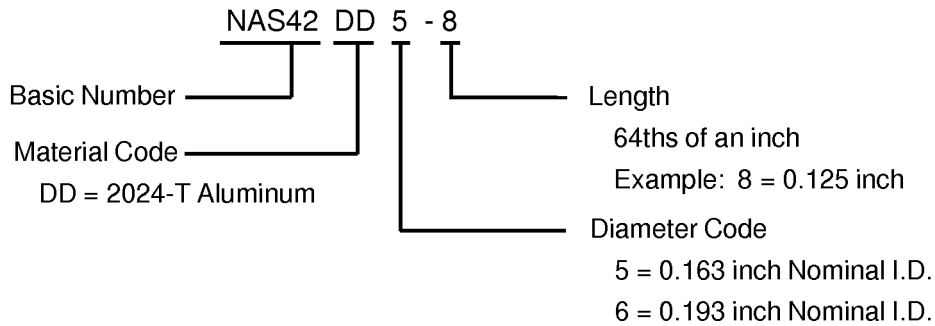 NAS42 DD 5 - 8
Basic Number
Length
64ths of an inch
Example: 8 = 0.125 inch
Material Code
DD = 2024-T Aluminum
Diameter Code
5 = 0.163 inch Nominal I.D.
6 = 0.193 inch Nominal I.D.